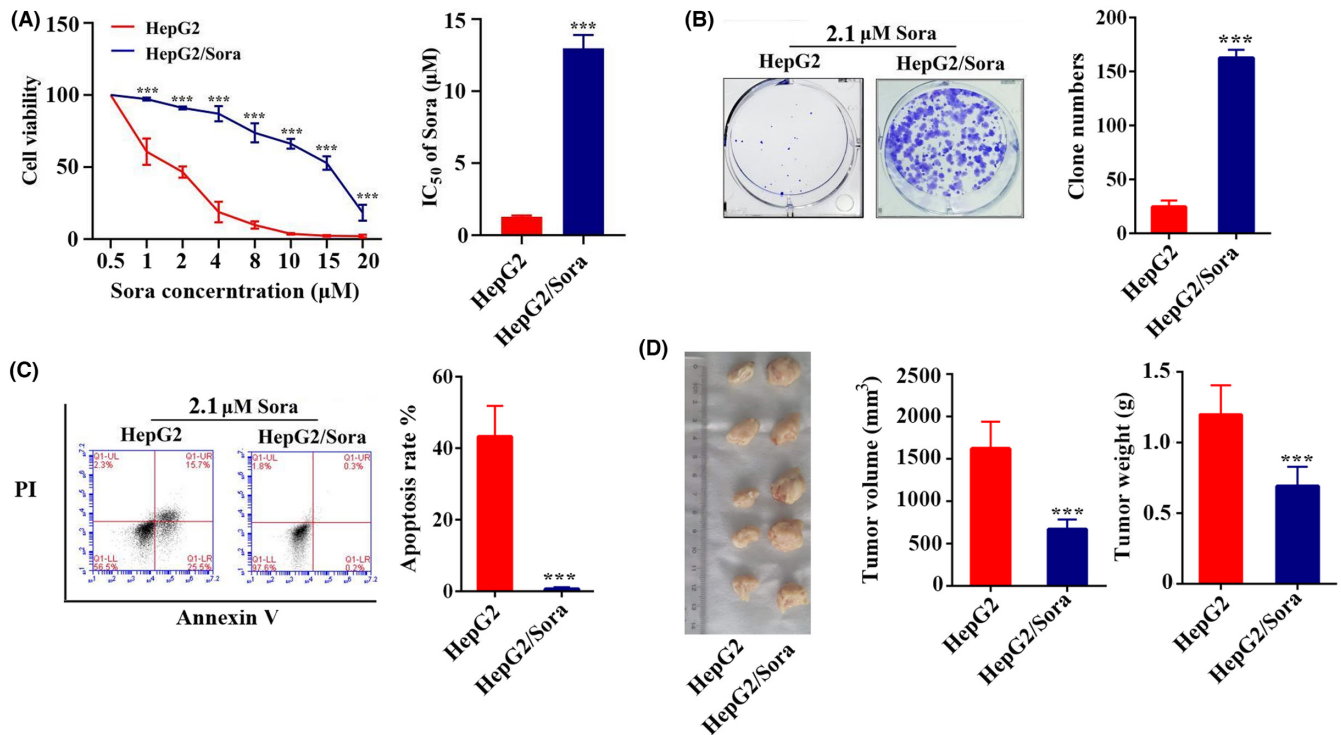 (A)
HepG2
HepG2/Sora
Cell viability
150
100
50
0
*** *** *** *** *** *** ***
0.5 1 2 4 8 10 15 20
Sora concerntration (μM)
IC50 of Sora (μM)
15
10
5
0
***
HepG2
HepG2/Sora
(B)
2.1 μM Sora
HepG2 HepG2/Sora
Clone numbers
200
150
100
50
0
***
HepG2
HepG2/Sora
(C)
2.1 μM Sora
HepG2 HepG2/Sora
PI
Q1-UL Q1-UR
2.3% 15.7%
Q1-LL Q1-LR
56.5% 25.5%
Q1-UL Q1-UR
1.8% 0.3%
Q1-LL Q1-LR
97.6% 0.2%
Annexin V
Apoptosis rate %
60
40
20
0
***
HepG2
HepG2/Sora
(D)
HepG2
HepG2/Sora
Tumor volume (mm3)
2500
2000
1500
1000
500
0
***
HepG2
HepG2/Sora
Tumor weight (g)
1.5
1.0
0.5
0.0
***
HepG2
HepG2/Sora